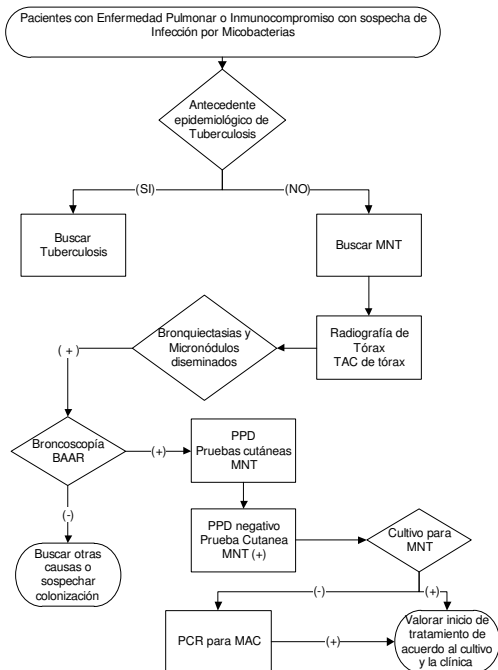 Pacientes con Enfermedad Pulmonar o Inmunocompromiso con sospecha de
Infección por Micobacterias
Antecedente
epidemiológico de
Tuberculosis
(SI)
(NO)
Buscar
Tuberculosis
Buscar MNT
Radiografía de
Tórax
TAC de tórax
Bronquiectasias y
Micronódulos
diseminados
( + )
Broncoscopía
BAAR
(+)
PPD
Pruebas cutáneas
MNT
(-)
Buscar otras
causas o
sospechar
colonización
PPD negativo
Prueba Cutanea
MNT (+)
Cultivo para
MNT
(-)
(+)
PCR para MAC
(+)
Valorar inicio de
tratamiento de
acuerdo al cultivo
y la clínica